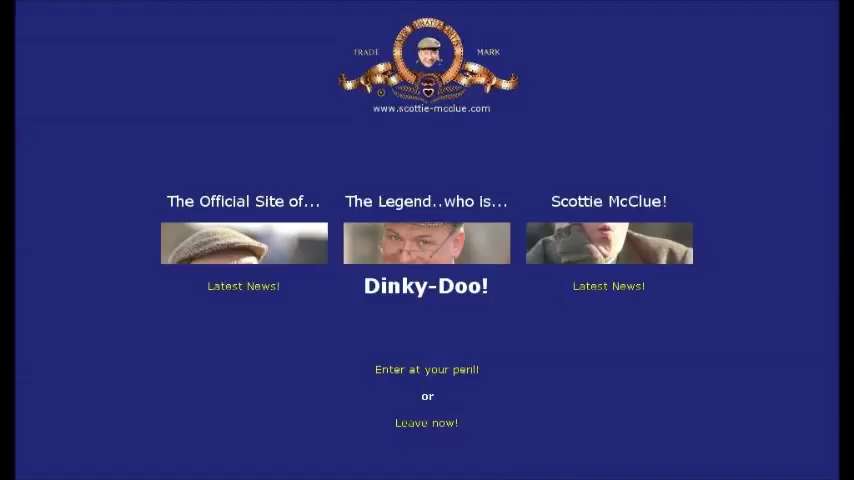 TRADE MARK
www.scottie-mcclue.com
The Official Site of... The Legend..who is... Scottie McClue!
Latest News! Dinky-Doo! Latest News!
Enter at your peril!
or
Leave now!